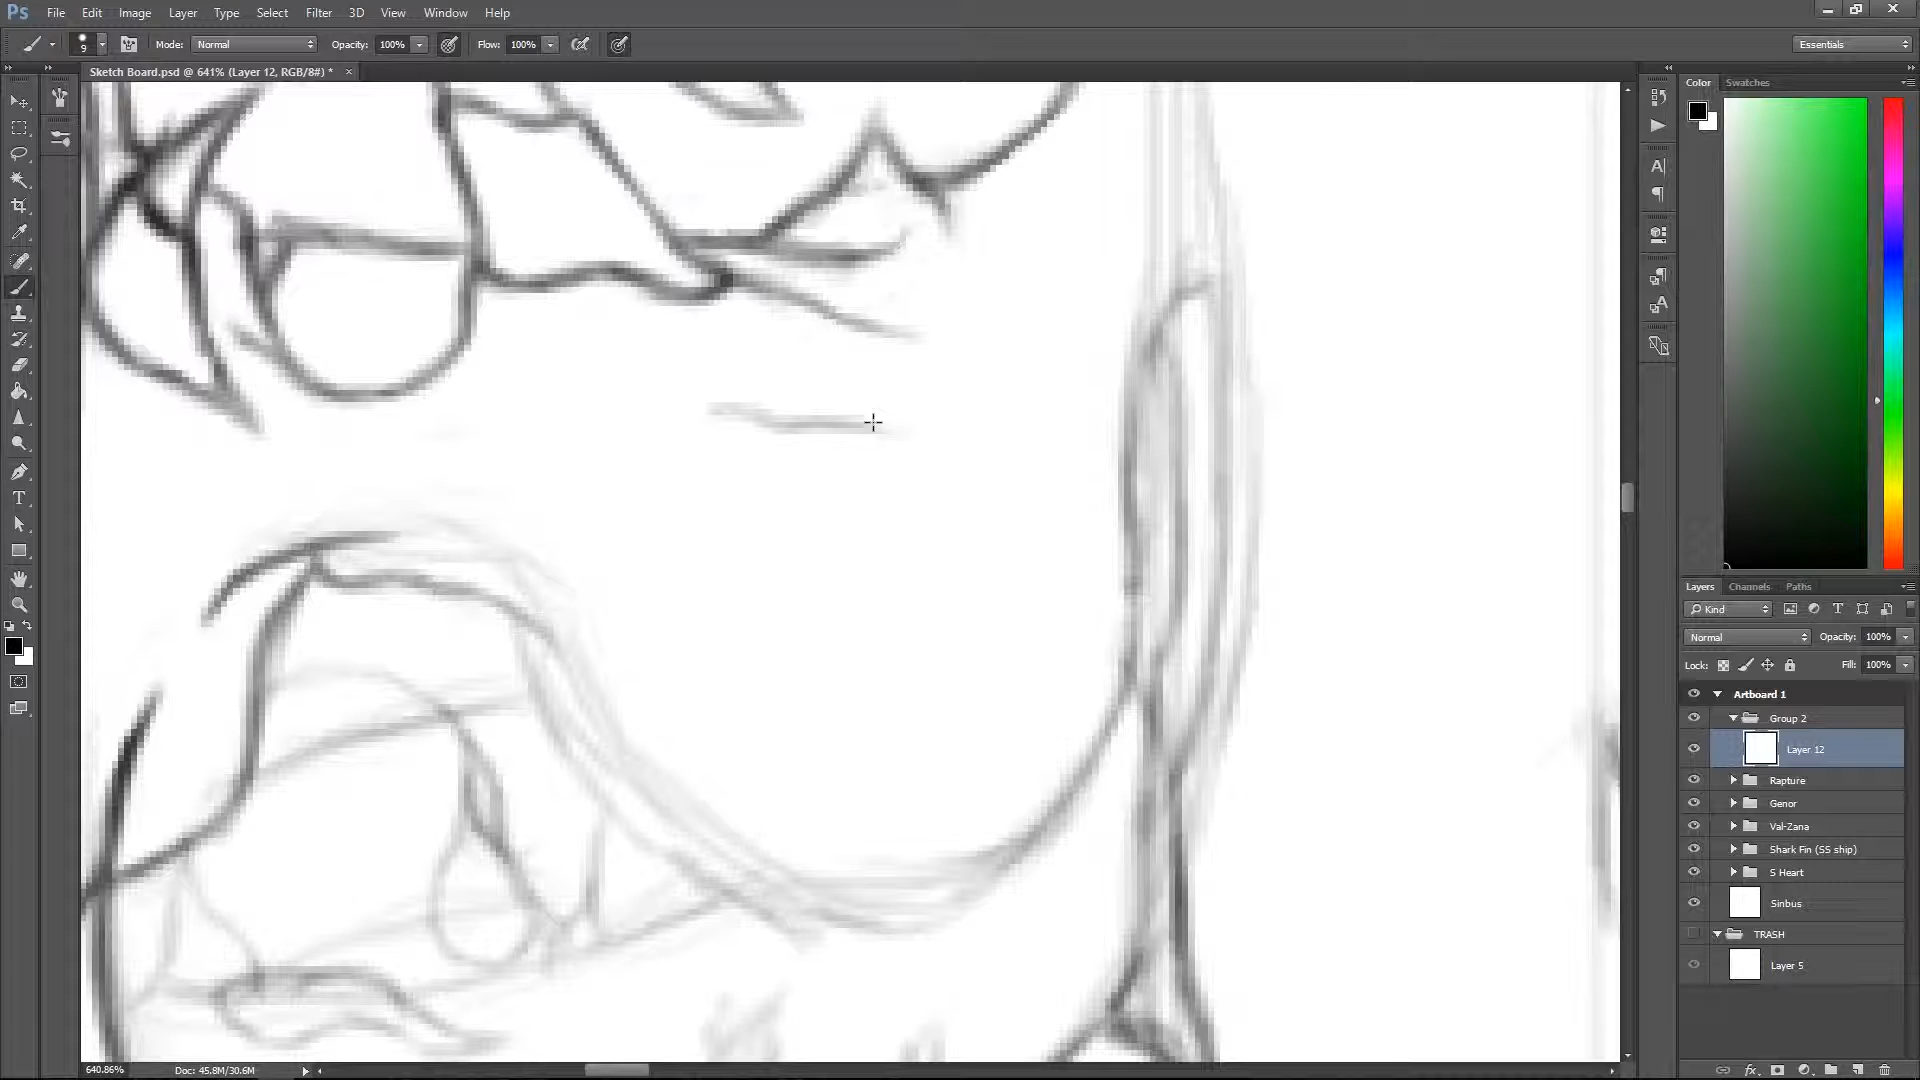 Ps File Edit Image Layer Type Select Filter 3D View Window Help
9 Mode: Normal Opacity: 100% Flow: 100% Essentials
Sketch Board.psd @ 641% (Layer 12, RGB/8#) * ×
Color Swatches
Layers Channels Paths
Kind
Normal Opacity: 100%
Lock: Fill: 100%
Artboard 1
Group 2
Layer 12
Rapture
Genor
Val-Zana
Shark Fin (SS ship)
S Heart
Sinbus
TRASH
Layer 5
640.86% Doc: 45.8M/30.6M